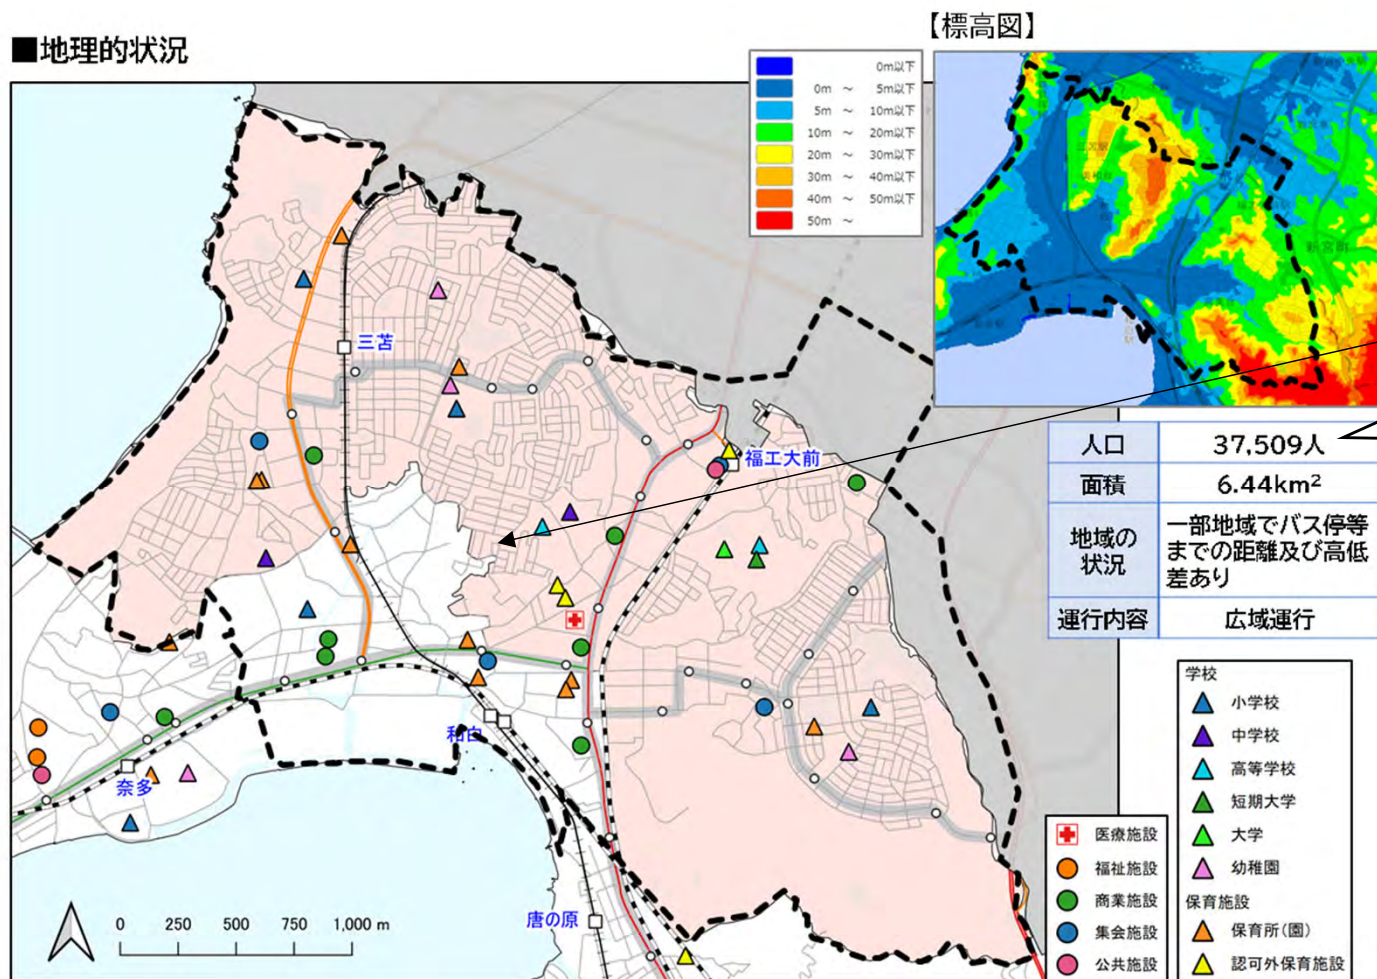 ■地理的状況
【標高図】
0m以下
0m ～ 5m以下
5m ～ 10m以下
10m ～ 20m以下
20m ～ 30m以下
30m ～ 40m以下
40m ～ 50m以下
50m ～
新宮町
三苫
福工大前
和白
奈多
唐の原
人口 37,509人
面積 6.44km²
地域の状況 一部地域でバス停等
までの距離及び高低
差あり
運行内容 広域運行
学校
小学校
中学校
高等学校
短期大学
大学
幼稚園
保育施設
保育所(園)
認可外保育施設
医療施設
福祉施設
商業施設
集会施設
公共施設
0 250 500 750 1,000 m